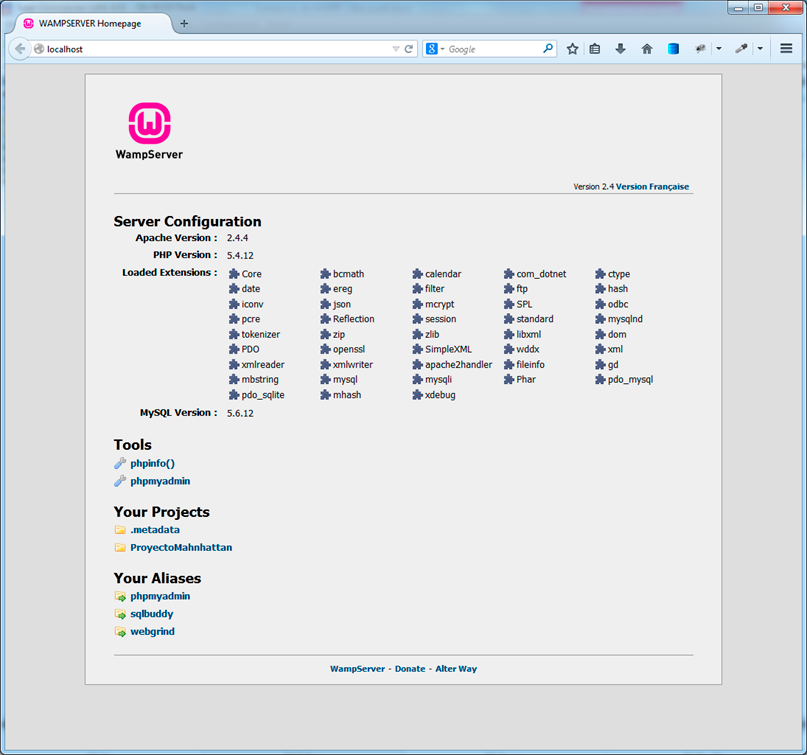 WAMPSERVER Homepage
localhost
Google
WampServer
Version 2.4 Version Française
Server Configuration
Apache Version : 2.4.4
PHP Version : 5.4.12
Loaded Extensions : Core bcmath calendar com_dotnet ctype
date ereg filter ftp hash
iconv json mcrypt SPL odbc
pcre Reflection session standard mysqlnd
tokenizer zip zlib libxml dom
PDO openssl SimpleXML wddx xml
xmlreader xmlwriter apache2handler fileinfo gd
mbstring mysql mysqli Phar pdo_mysql
pdo_sqlite mhash xdebug
MySQL Version : 5.6.12
Tools
phpinfo()
phpmyadmin
Your Projects
.metadata
ProyectoMahnhattan
Your Aliases
phpmyadmin
sqlbuddy
webgrind
WampServer - Donate - Alter Way